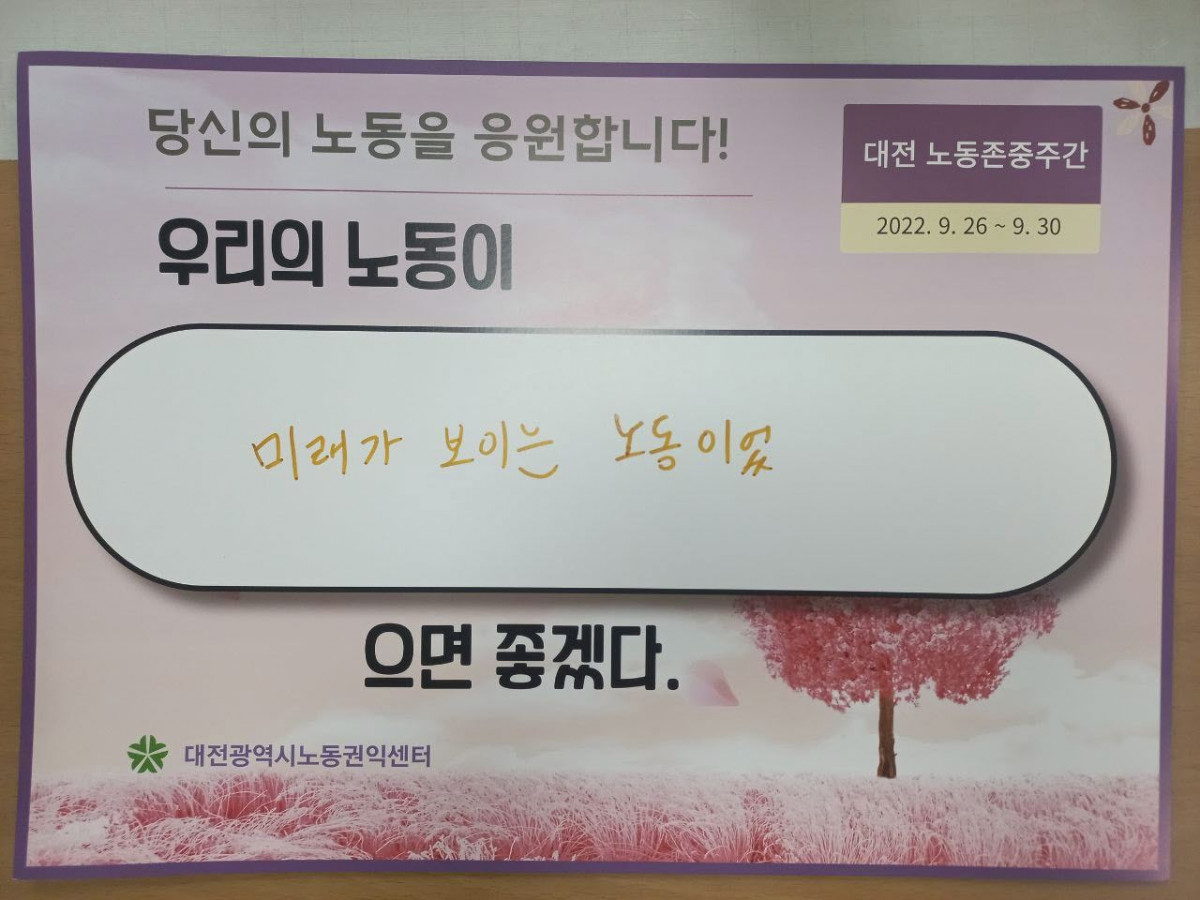 당신의 노동을 응원합니다!
대전 노동존중주간
2022. 9. 26 ~ 9. 30
우리의 노동이
미래가 보이는 노동이었
으면 좋겠다.
대전광역시노동권익센터